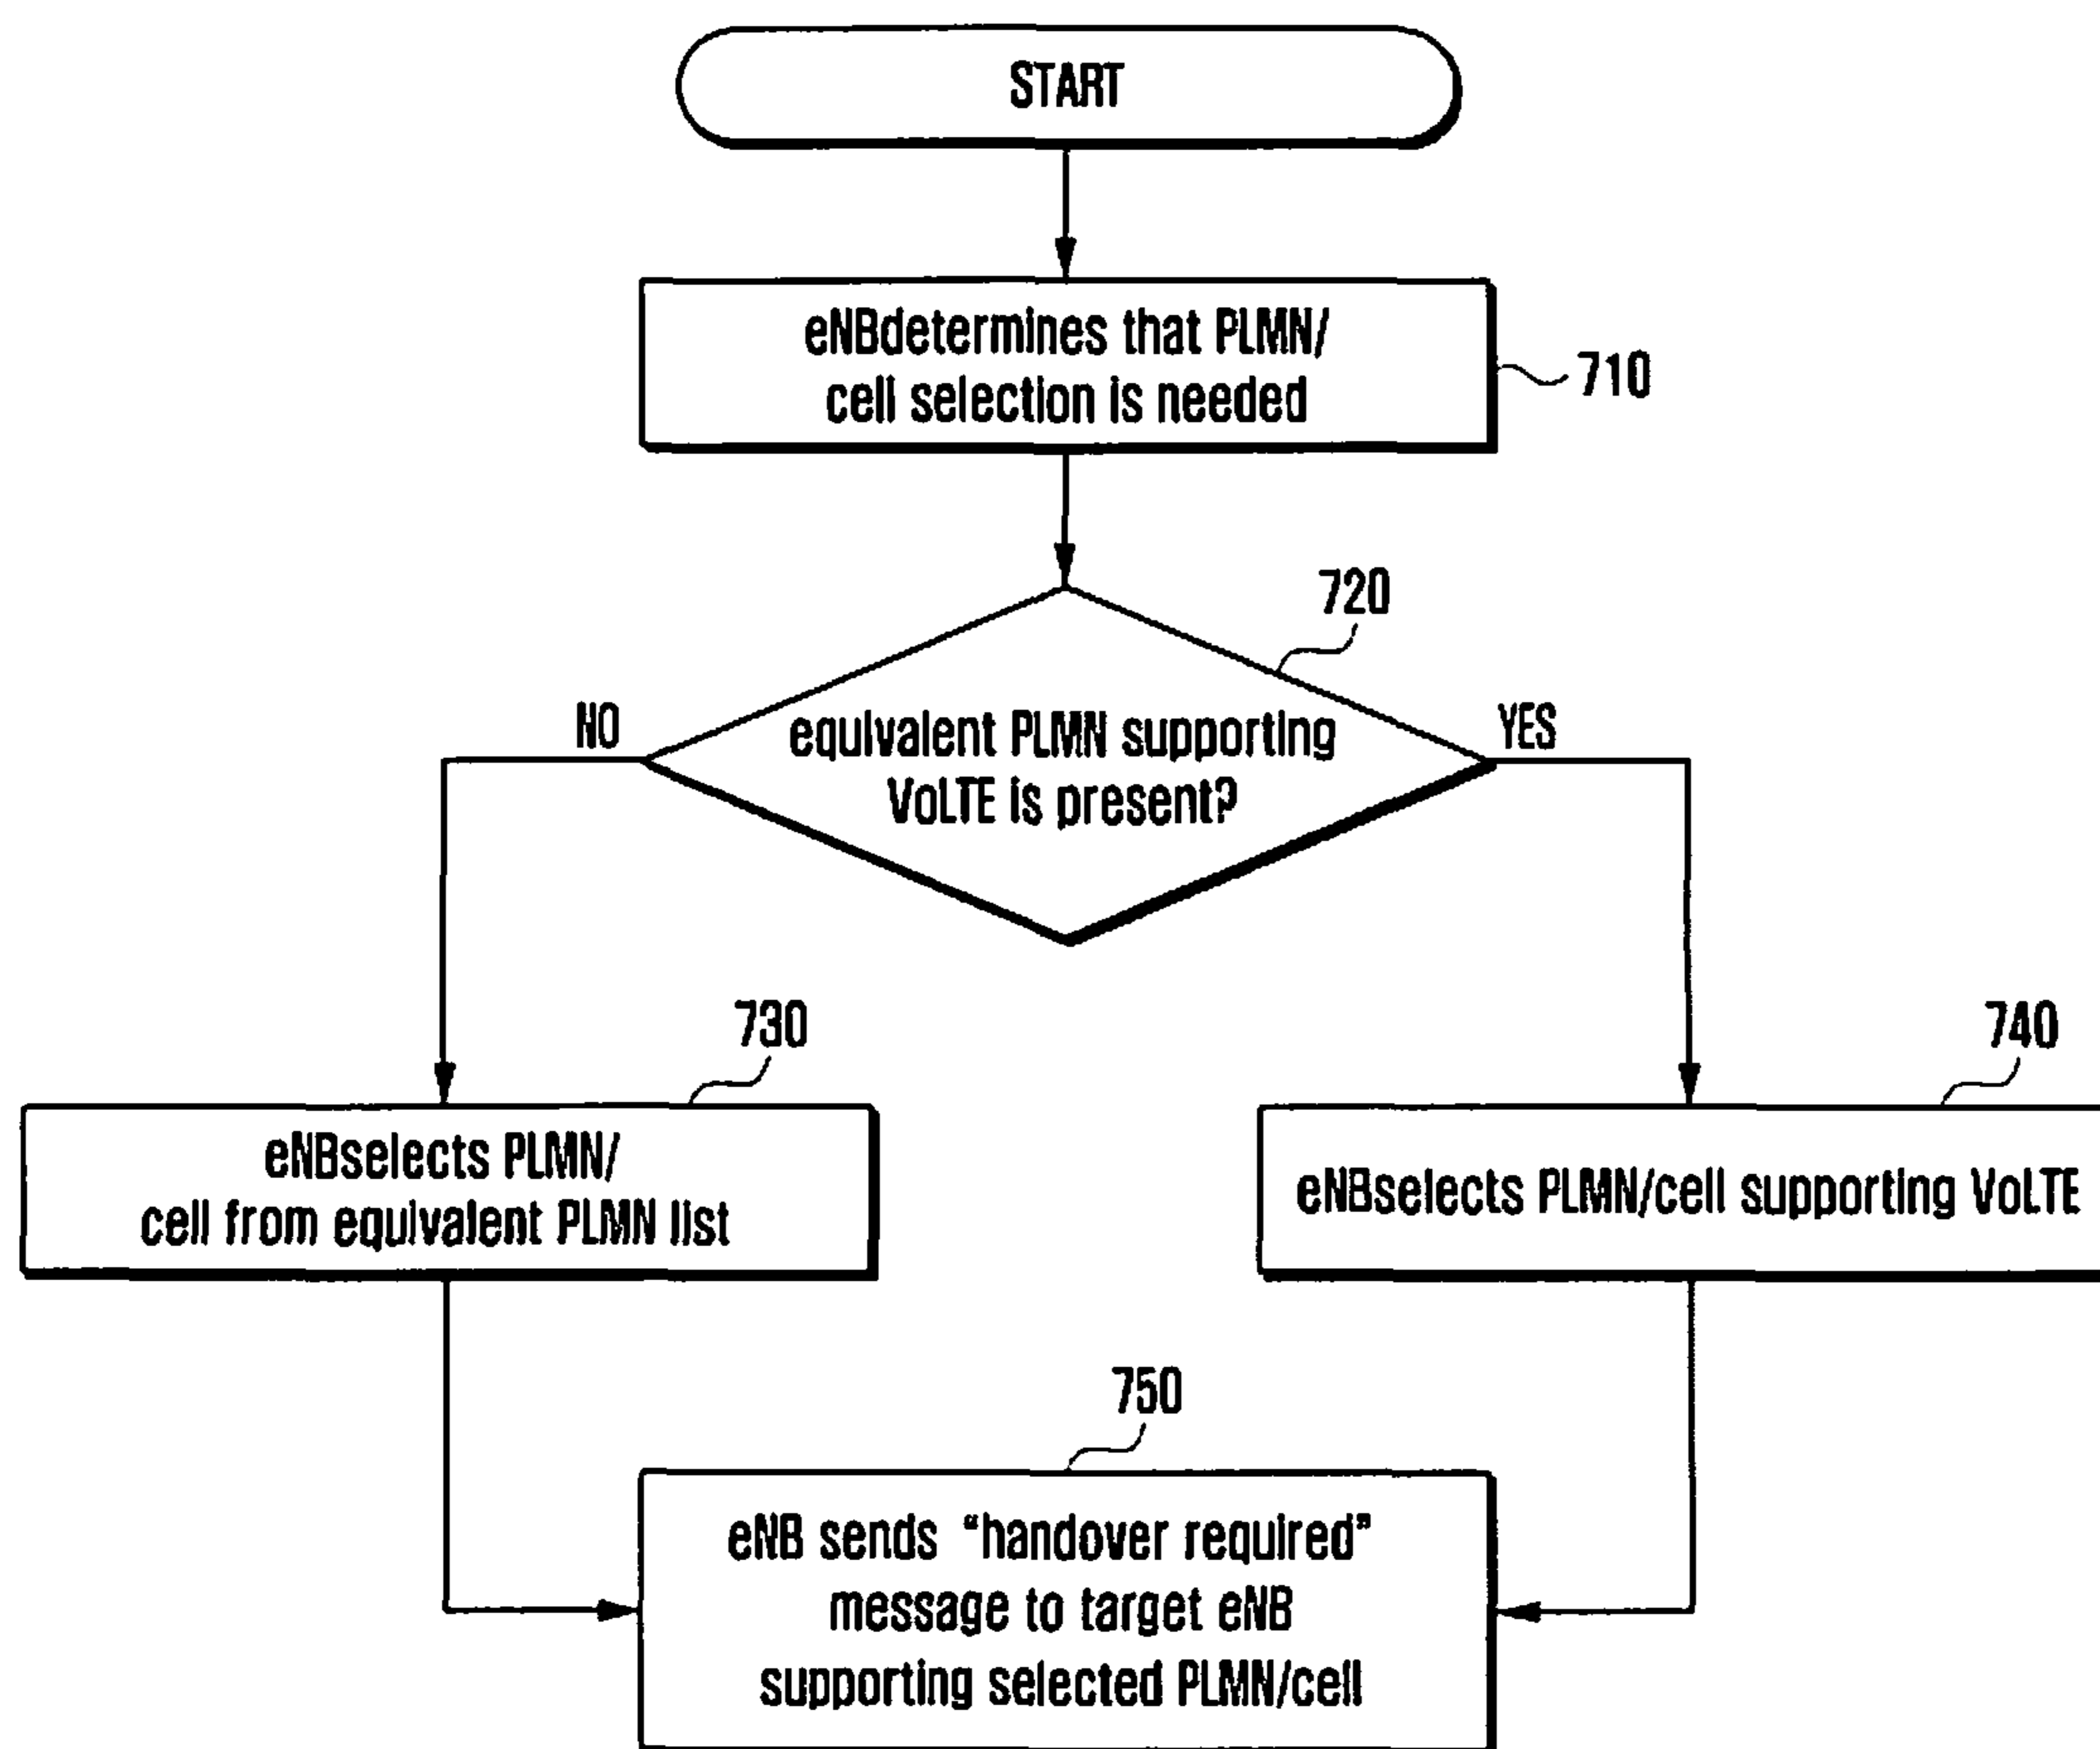 START
eNBdetermines that PLMN/
cell selection is needed
710
720
NO
YES
equivalent PLMN supporting
VoLTE is present?
730
740
eNBselects PLMN/
cell from equivalent PLMN list
eNBselects PLMN/cell supporting VoLTE
750
eNB sends “handover required”
message to target eNB
supporting selected PLMN/cell